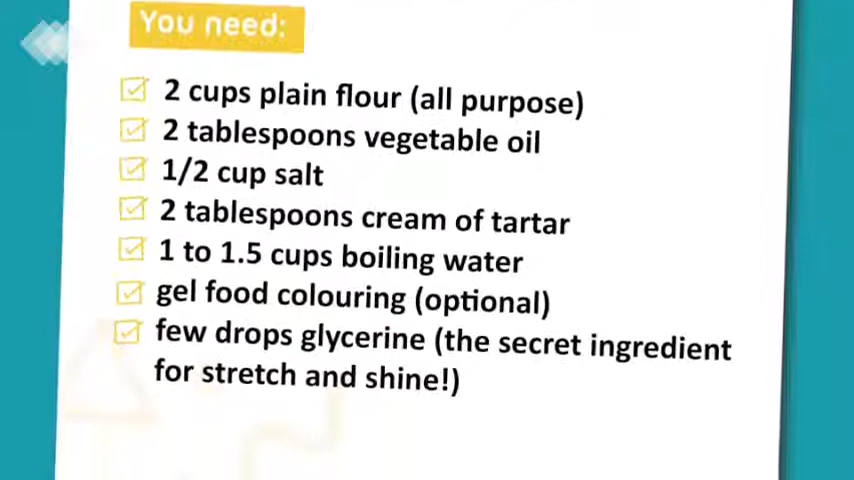 You need:
2 cups plain flour (all purpose)
2 tablespoons vegetable oil
1/2 cup salt
2 tablespoons cream of tartar
1 to 1.5 cups boiling water
gel food colouring (optional)
few drops glycerine (the secret ingredient
for stretch and shine!)